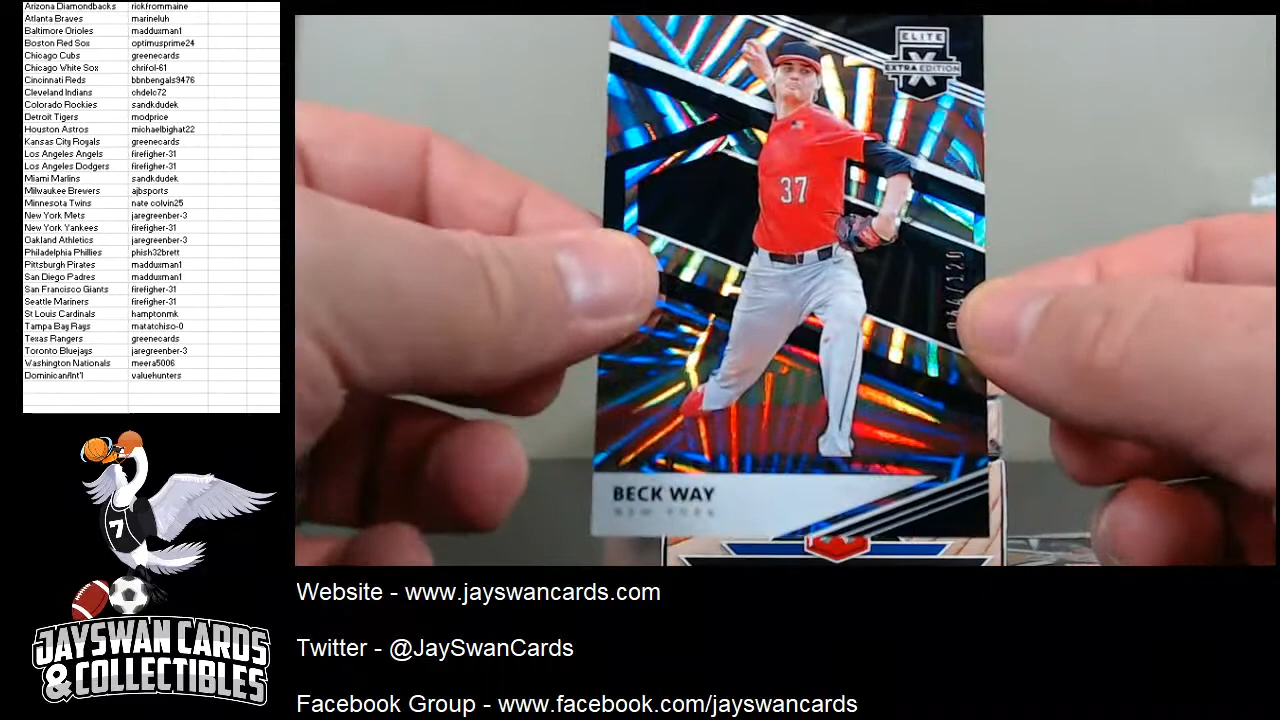 Arizona Diamondbacks rickfrommaine
Atlanta Braves marineluh
Baltimore Orioles madduxman1
Boston Red Sox optimusprime24
Chicago Cubs greenecards
Chicago White Sox chrifol-61
Cincinnati Reds bbnbengals9476
Cleveland Indians chdelc72
Colorado Rockies sandkdudek
Detroit Tigers modprice
Houston Astros michaelbighat22
Kansas City Royals greenecards
Los Angeles Angels firefigher-31
Los Angeles Dodgers firefigher-31
Miami Marlins sandkdudek
Milwaukee Brewers ajbsports
Minnesota Twins nate colvin25
New York Mets jaregreenber-3
New York Yankees firefigher-31
Oakland Athletics jaregreenber-3
Philadelphia Phillies phish32brett
Pittsburgh Pirates madduxman1
San Diego Padres madduxman1
San Francisco Giants firefigher-31
Seattle Mariners firefigher-31
St Louis Cardinals hamptonmk
Tampa Bay Rays matatchiso-0
Texas Rangers greenecards
Toronto Bluejays jaregreenber-3
Washington Nationals meera5006
Dominican/Int'l valuehunters
7
JAYSWAN CARDS
& COLLECTIBLES
ELITE
X
EXTRA EDITION
37
BECK WAY
NEW YORK
Website - www.jayswancards.com
Twitter - @JaySwanCards
Facebook Group - www.facebook.com/jayswancards